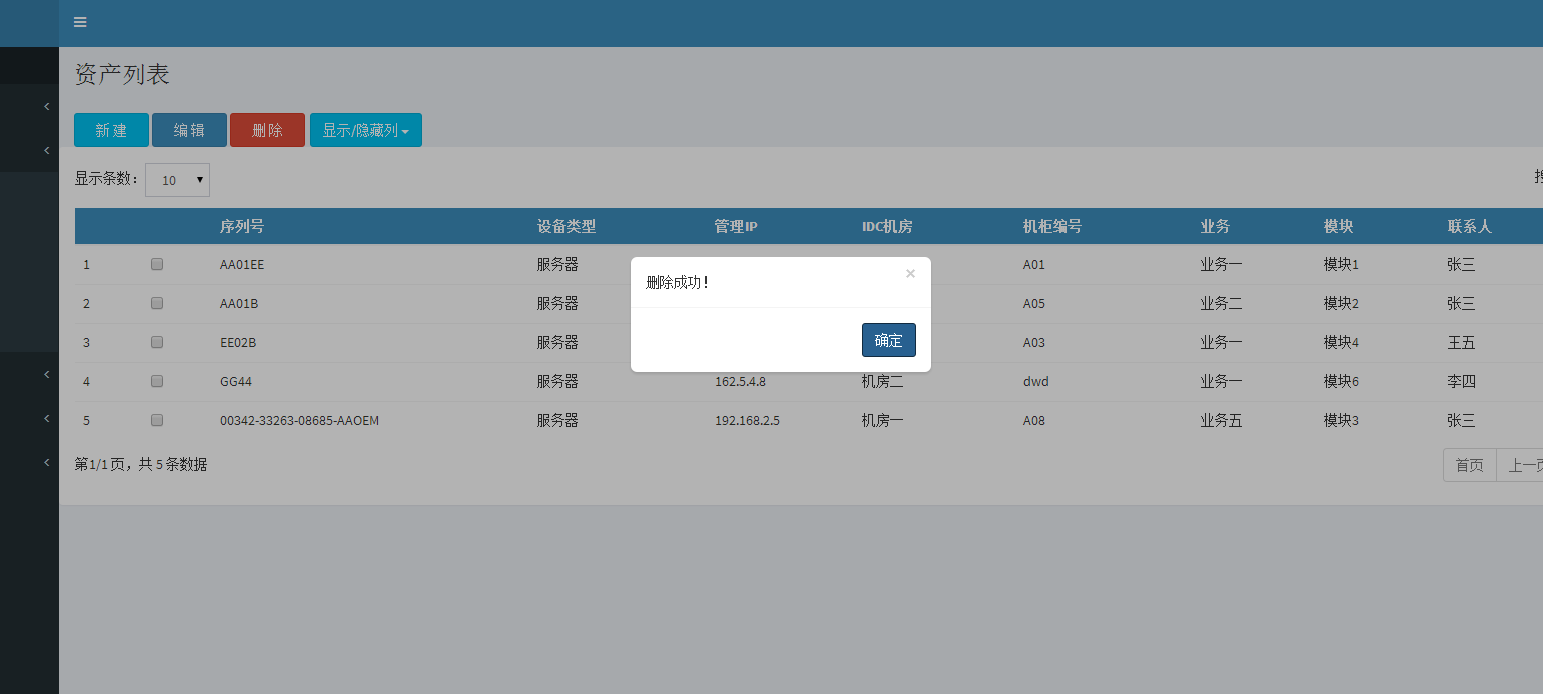 资产列表
新建 编辑 删除 显示/隐藏列
显示条数： 10
序列号 设备类型 管理IP IDC机房 机柜编号 业务 模块 联系人
1 AA01EE 服务器 A01 业务一 模块1 张三
2 AA01B 服务器 A05 业务二 模块2 张三
3 EE02B 服务器 A03 业务一 模块4 王五
4 GG44 服务器 162.5.4.8 机房二 dwd 业务一 模块6 李四
5 00342-33263-08685-AAOEM 服务器 192.168.2.5 机房一 A08 业务五 模块3 张三
删除成功！ ×
确定
第1/1页，共 5 条数据
首页 上一